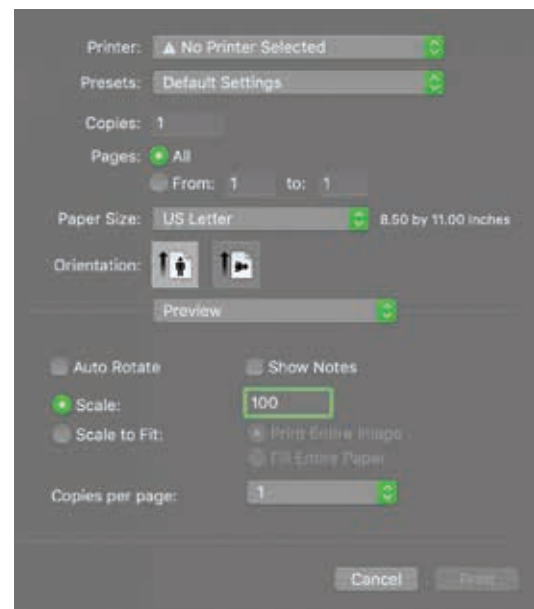 Printer: No Printer Selected
Presets: Default Settings
Copies: 1
Pages: All
From: 1 to: 1
Paper Size: US Letter 8.50 by 11.00 inches
Orientation:
Preview
Auto Rotate Show Notes
Scale: 100
Scale to Fit: Print Entire Image
Fill Entire Paper
Copies per page: 1
Cancel Print